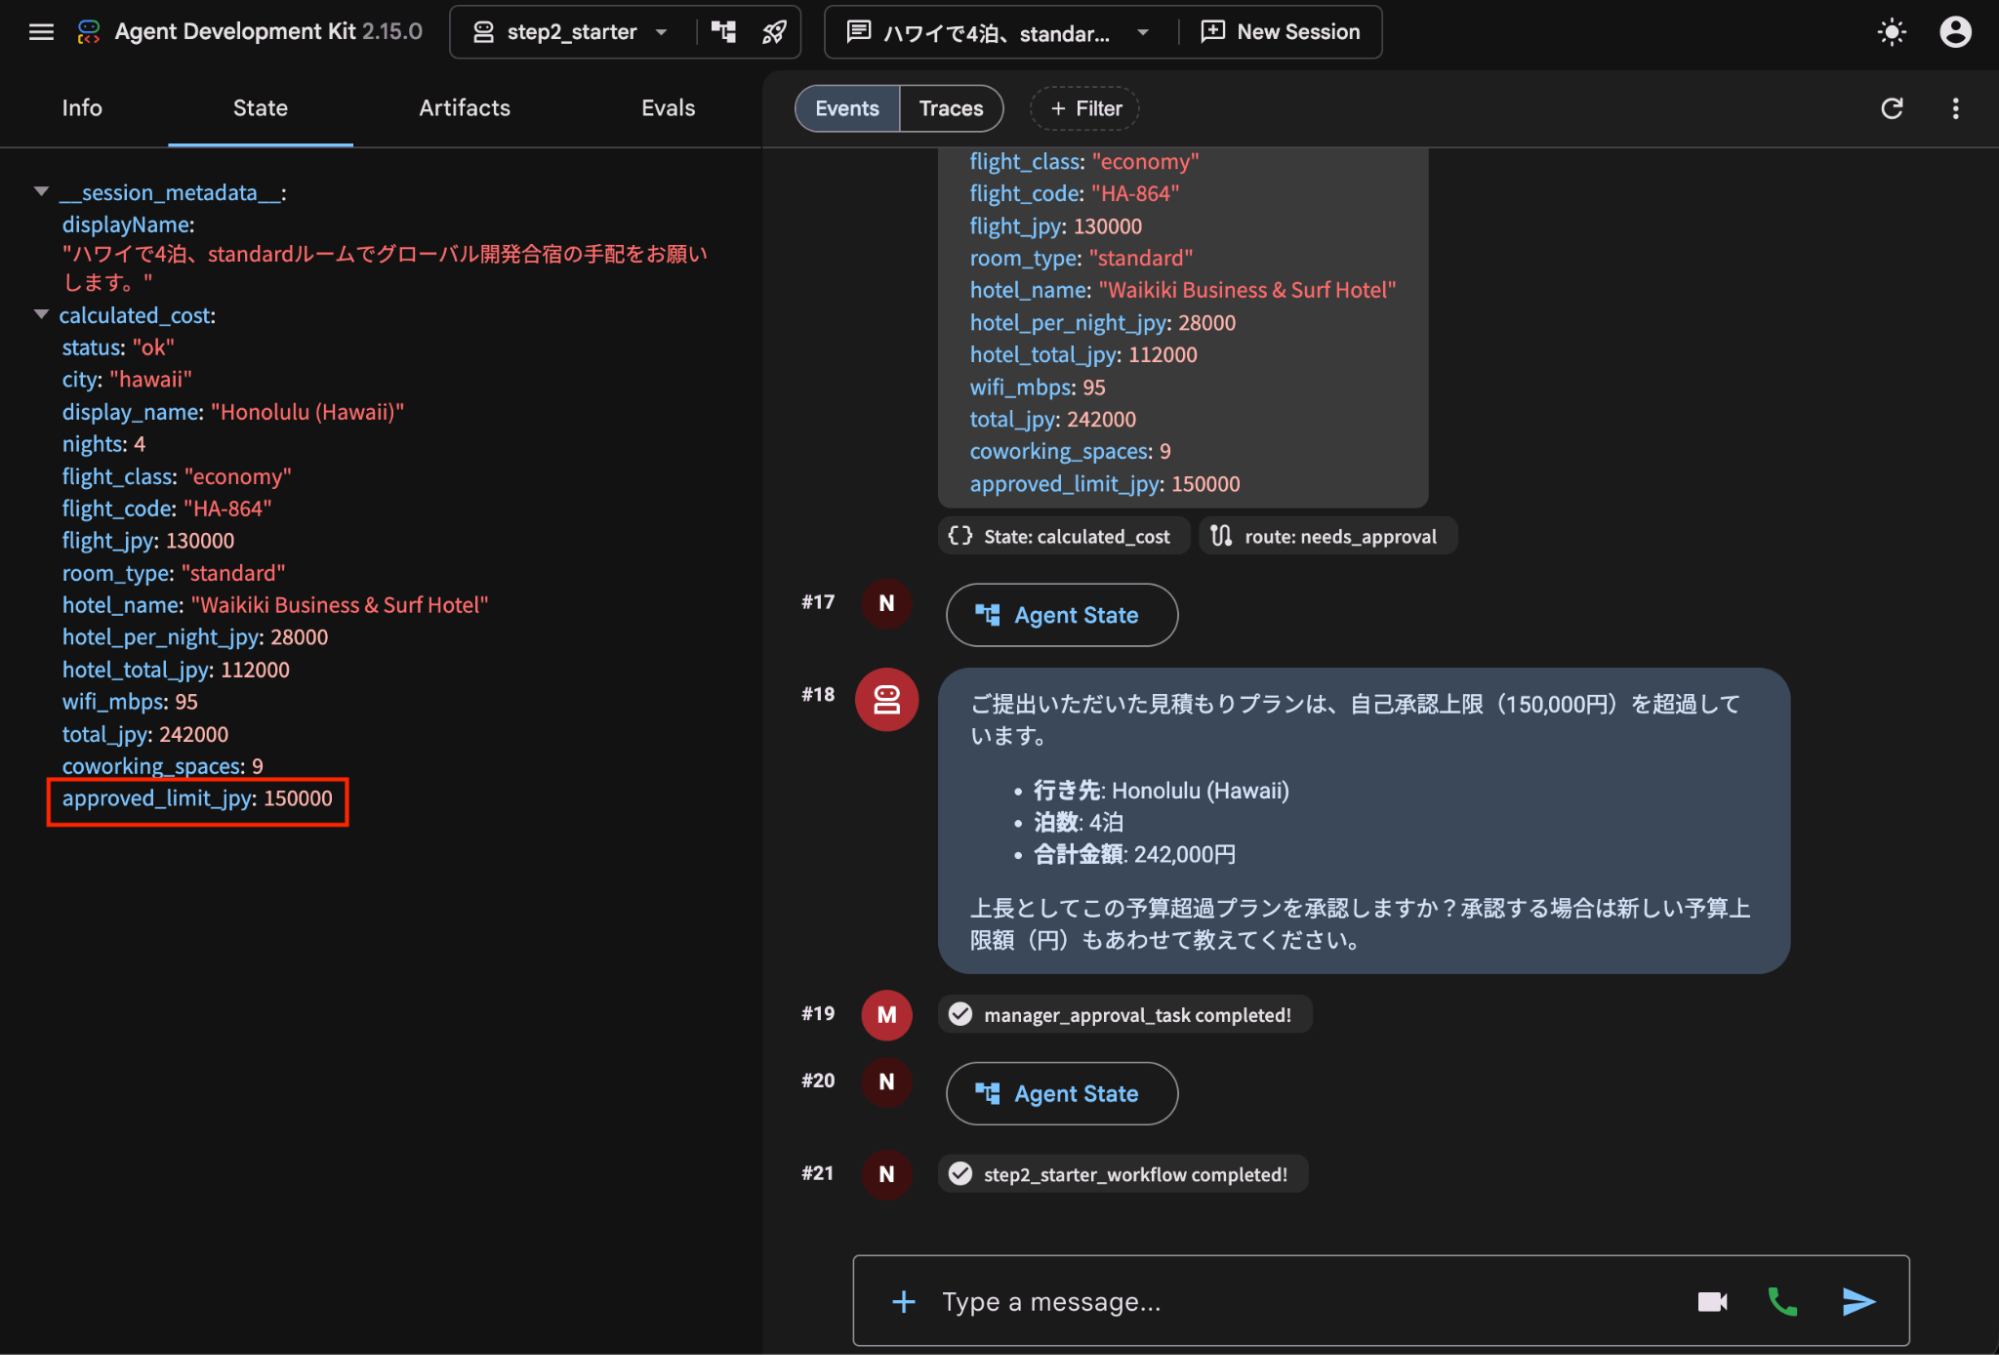 Agent Development Kit 2.15.0
step2_starter
ハワイで4泊、standar...
New Session
Info
State
Artifacts
Evals
Events
Traces
+ Filter
__session_metadata__:
displayName:
"ハワイで4泊、standardルームでグローバル開発合宿の手配をお願い
します。"
calculated_cost:
status: "ok"
city: "hawaii"
display_name: "Honolulu (Hawaii)"
nights: 4
flight_class: "economy"
flight_code: "HA-864"
flight_jpy: 130000
room_type: "standard"
hotel_name: "Waikiki Business & Surf Hotel"
hotel_per_night_jpy: 28000
hotel_total_jpy: 112000
wifi_mbps: 95
total_jpy: 242000
coworking_spaces: 9
approved_limit_jpy: 150000
flight_class: "economy"
flight_code: "HA-864"
flight_jpy: 130000
room_type: "standard"
hotel_name: "Waikiki Business & Surf Hotel"
hotel_per_night_jpy: 28000
hotel_total_jpy: 112000
wifi_mbps: 95
total_jpy: 242000
coworking_spaces: 9
approved_limit_jpy: 150000
State: calculated_cost
route: needs_approval
#17 N Agent State
#18
ご提出いただいた見積もりプランは、自己承認上限（150,000円）を超過して
います。
• 行き先: Honolulu (Hawaii)
• 泊数: 4泊
• 合計金額: 242,000円
上長としてこの予算超過プランを承認しますか？承認する場合は新しい予算上
限額（円）もあわせて教えてください。
#19 M manager_approval_task completed!
#20 N Agent State
#21 N step2_starter_workflow completed!
Type a message...